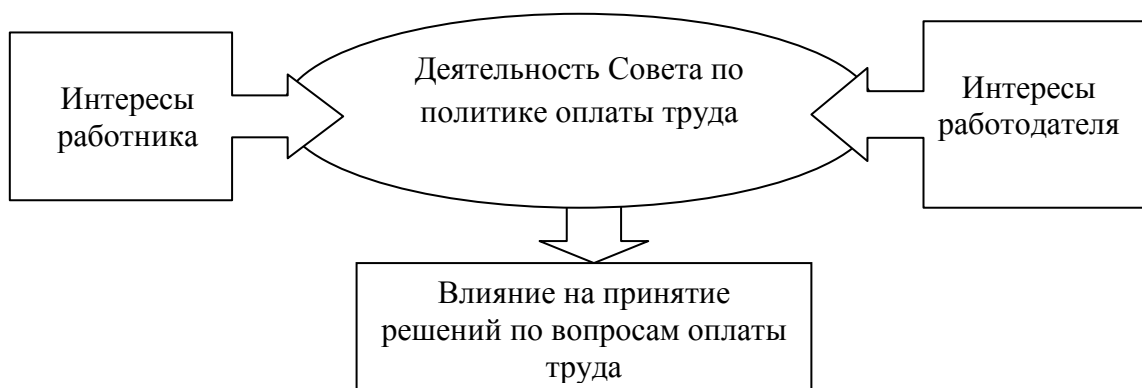 Интересы
работника
Деятельность Совета по
политике оплаты труда
Интересы
работодателя
Влияние на принятие
решений по вопросам оплаты
труда